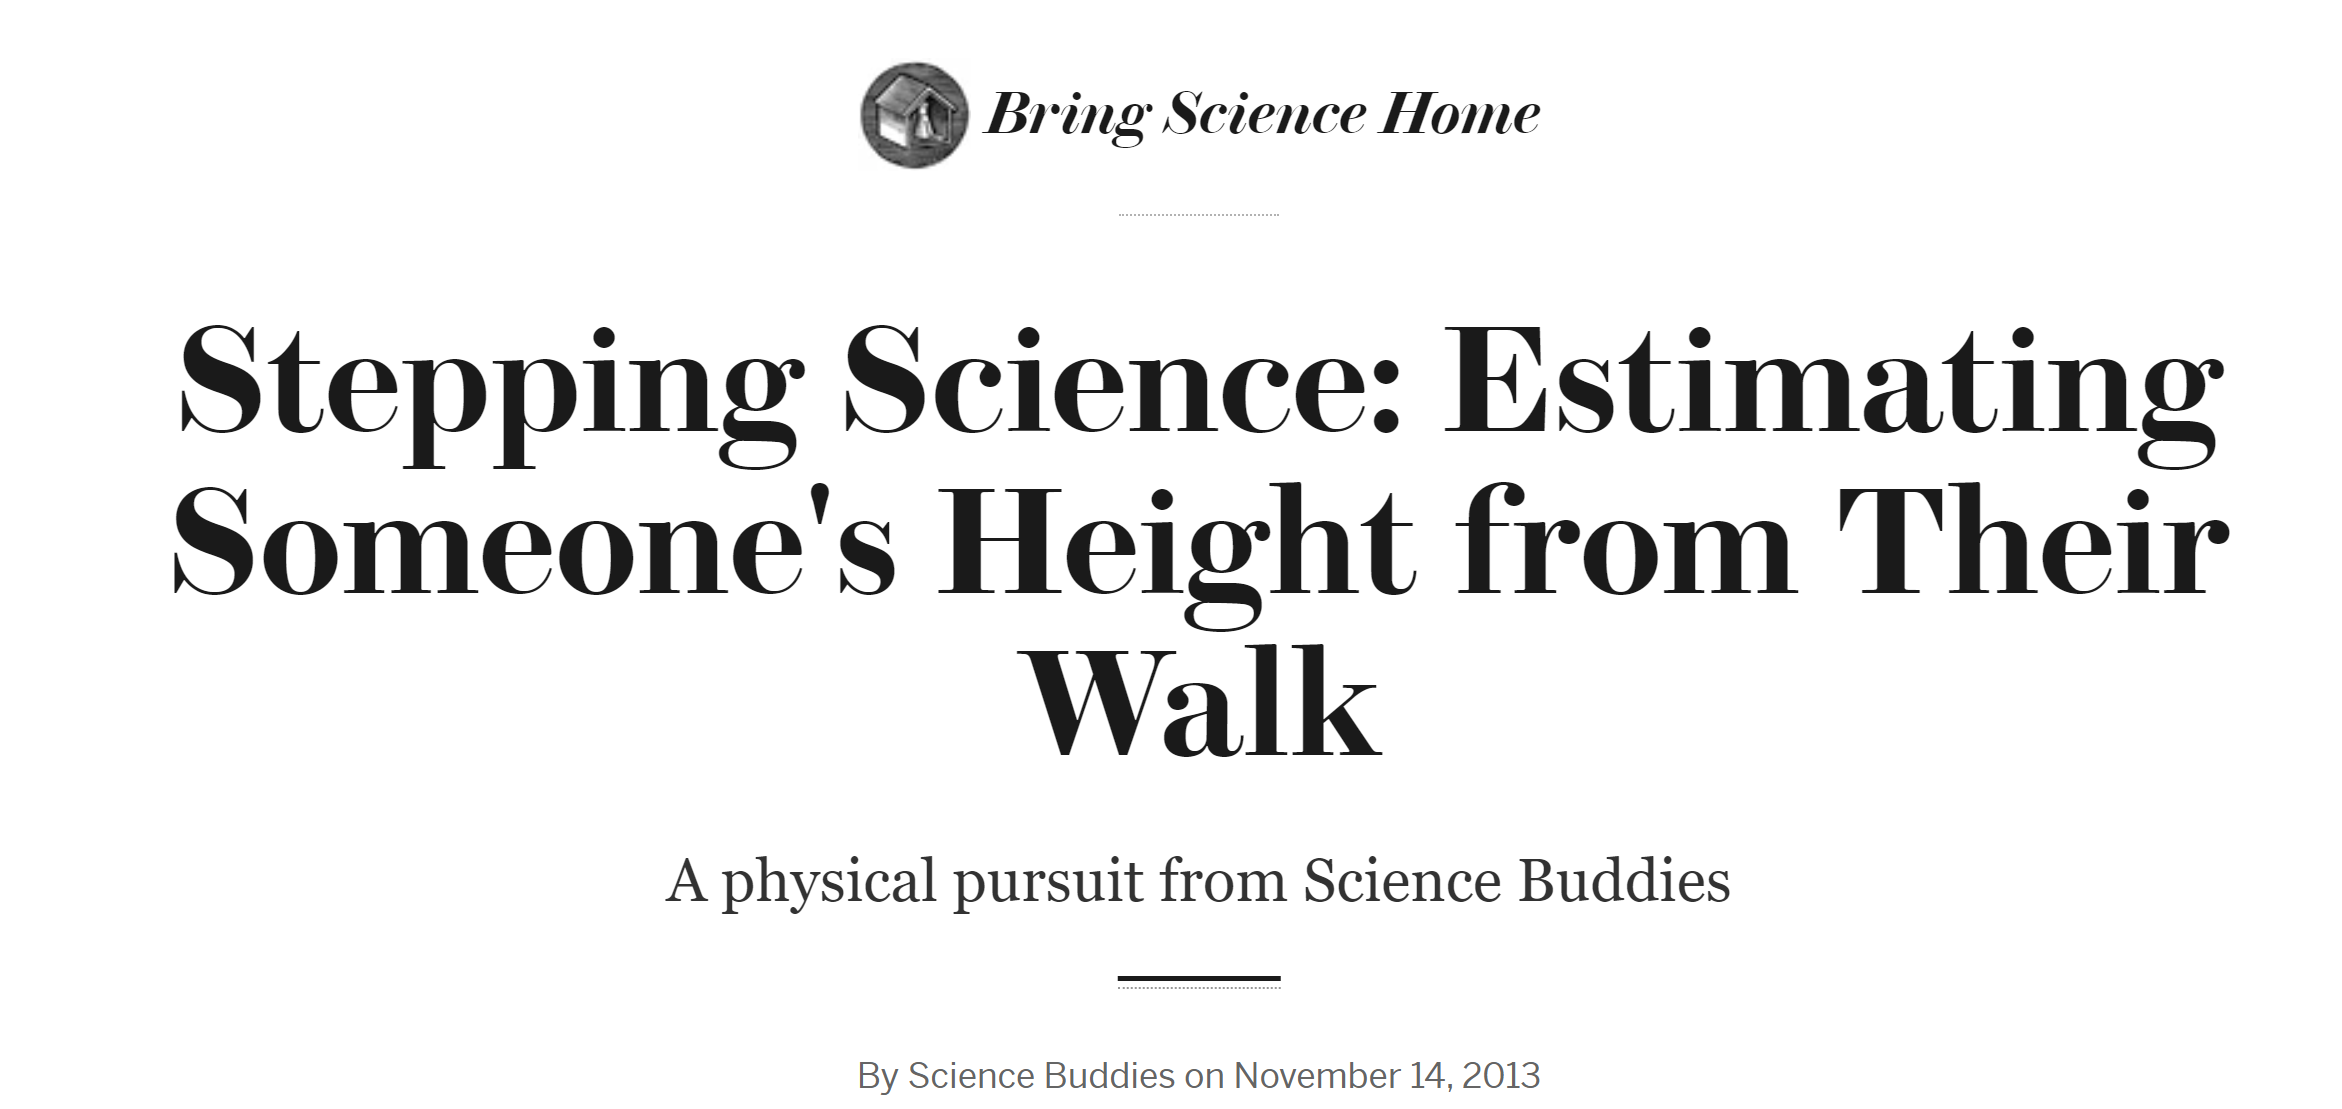 Bring Science Home
Stepping Science: Estimating
Someone's Height from Their
Walk
A physical pursuit from Science Buddies
By Science Buddies on November 14, 2013